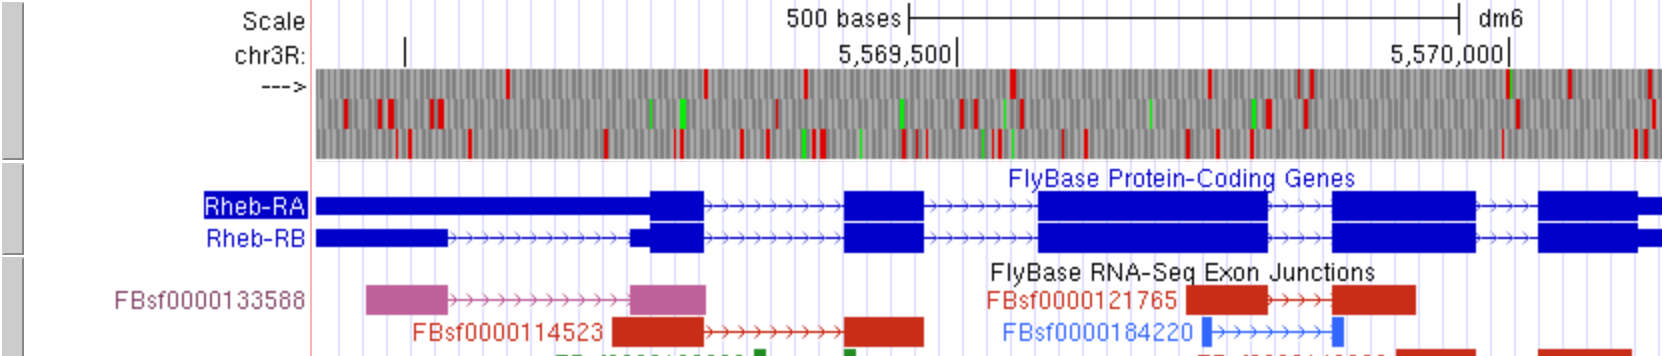 Scale 500 bases dm6
chr3R: 5,569,500 5,570,000
--->
FlyBase Protein-Coding Genes
Rheb-RA
Rheb-RB
FlyBase RNA-Seq Exon Junctions
FBsf0000133588 FBsf0000121765
FBsf0000114523 FBsf0000184220